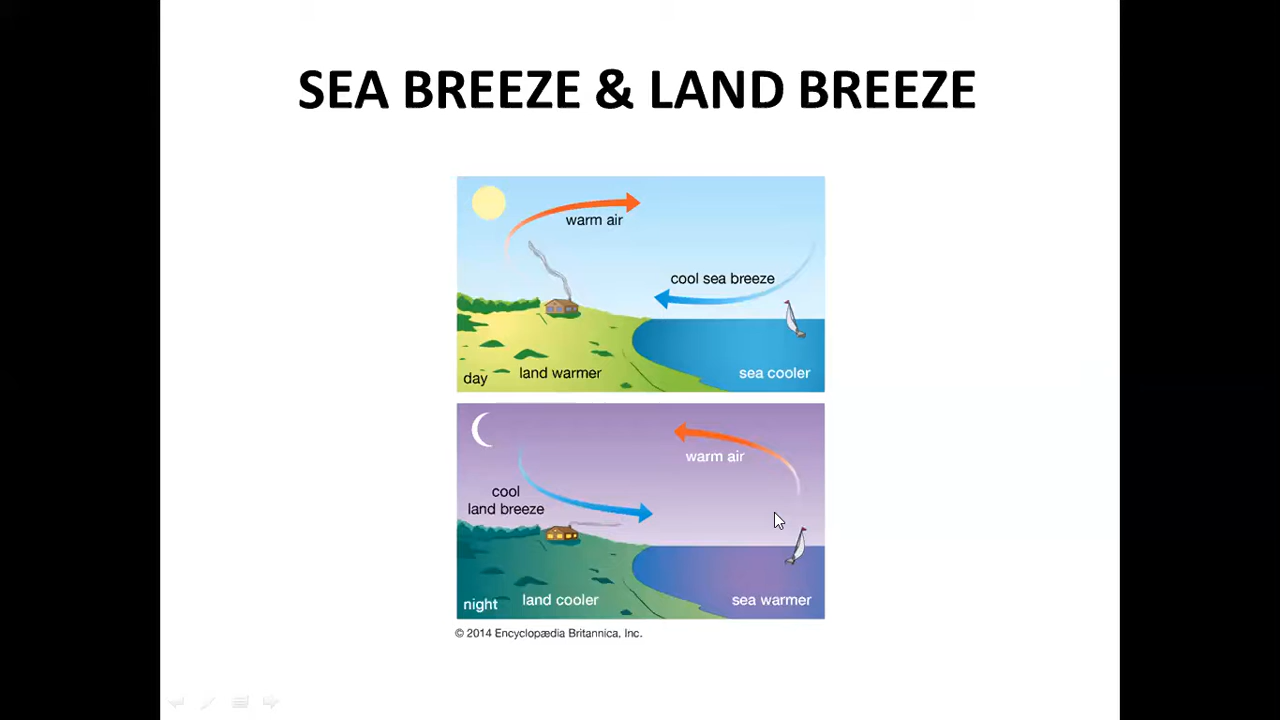 SEA BREEZE & LAND BREEZE
warm air
cool sea breeze
land warmer
sea cooler
day
warm air
cool
land breeze
land cooler
sea warmer
night
© 2014 Encyclopædia Britannica, Inc.